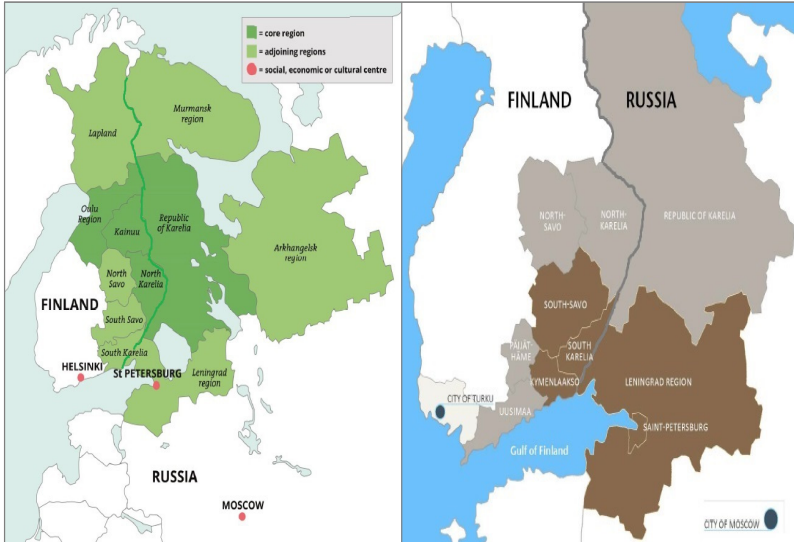 = core region
= adjoining regions
= social, economic or cultural centre
Murmansk
region
Lapland
Oulu
Region
Kainuu
Republic
of Karelia
Arkhangelsk
region
North
Savo
North
Karelia
FINLAND
South Savo
South Karelia
HELSINKI
St PETERSBURG
Leningrad
region
RUSSIA
MOSCOW
FINLAND
RUSSIA
NORTH-
SAVO
NORTH-
KARELIA
REPUBLIC OF KARELIA
SOUTH-SAVO
PÄIJÄT-
HÄME
SOUTH
KARELIA
KYMENLAAKSO
LENINGRAD REGION
CITY OF TURKU
UUSIMAA
SAINT-PETERSBURG
Gulf of Finland
CITY OF MOSCOW